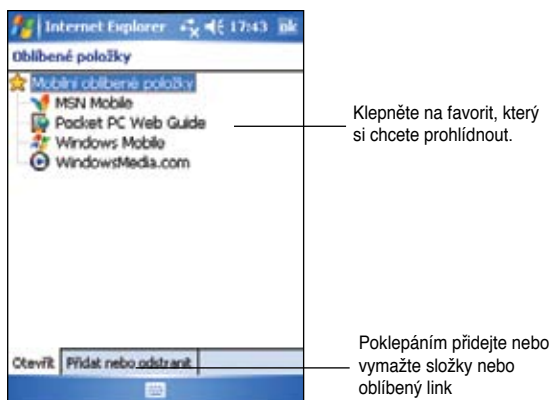 Internet Explorer 17:43 ok
Oblíbené položky
Mobilní oblíbené položky
MSN Mobile
Pocket PC Web Guide
Windows Mobile
WindowsMedia.com
Klepněte na favorit, který
si chcete prohlídnout.
Otevřít Přidat nebo odstranit
Poklepáním přidejte nebo
vymažte složky nebo
oblíbený link